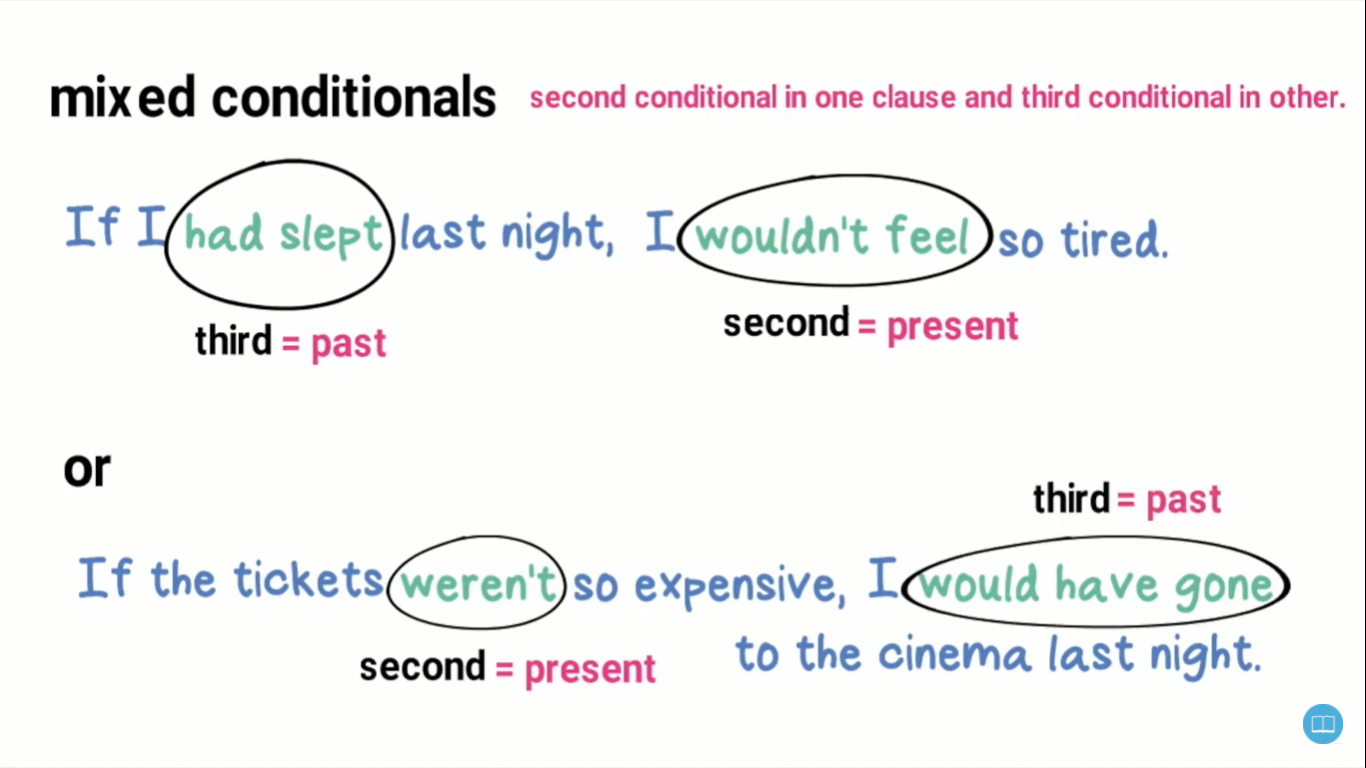 mixed conditionals second conditional in one clause and third conditional in other.
If I had slept last night, I wouldn't feel so tired.
third = past second = present
or
third = past
If the tickets weren't so expensive, I would have gone
to the cinema last night.
second = present